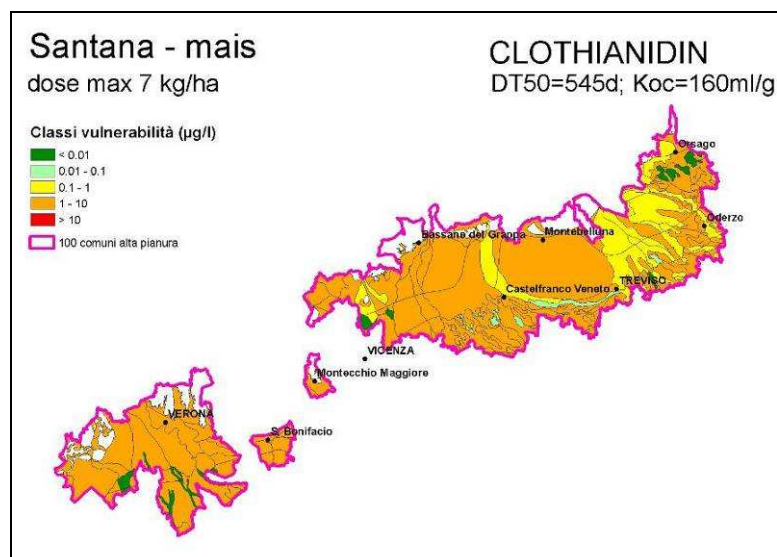 Santana - mais
dose max 7 kg/ha
CLOTHIANIDIN
DT50=545d; Koc=160ml/g
Classi vulnerabilità (µg/l)
< 0.01
0.01 - 0.1
0.1 - 1
1 - 10
> 10
100 comuni alta pianura
Orsago
Oderzo
Bassano del Grappa
Montebelluna
TREVISO
Castelfranco Veneto
VICENZA
Montecchio Maggiore
VERONA
S. Bonifacio